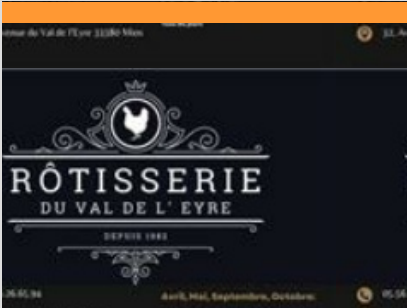 venue du Val de l'Eyre 33380 Mios
32, Av
RÔTISSERIE
DU VAL DE L' EYRE
DEPUIS 1982
.26.65.94
Avril, Mai, Septembre, Octobre:
05.56